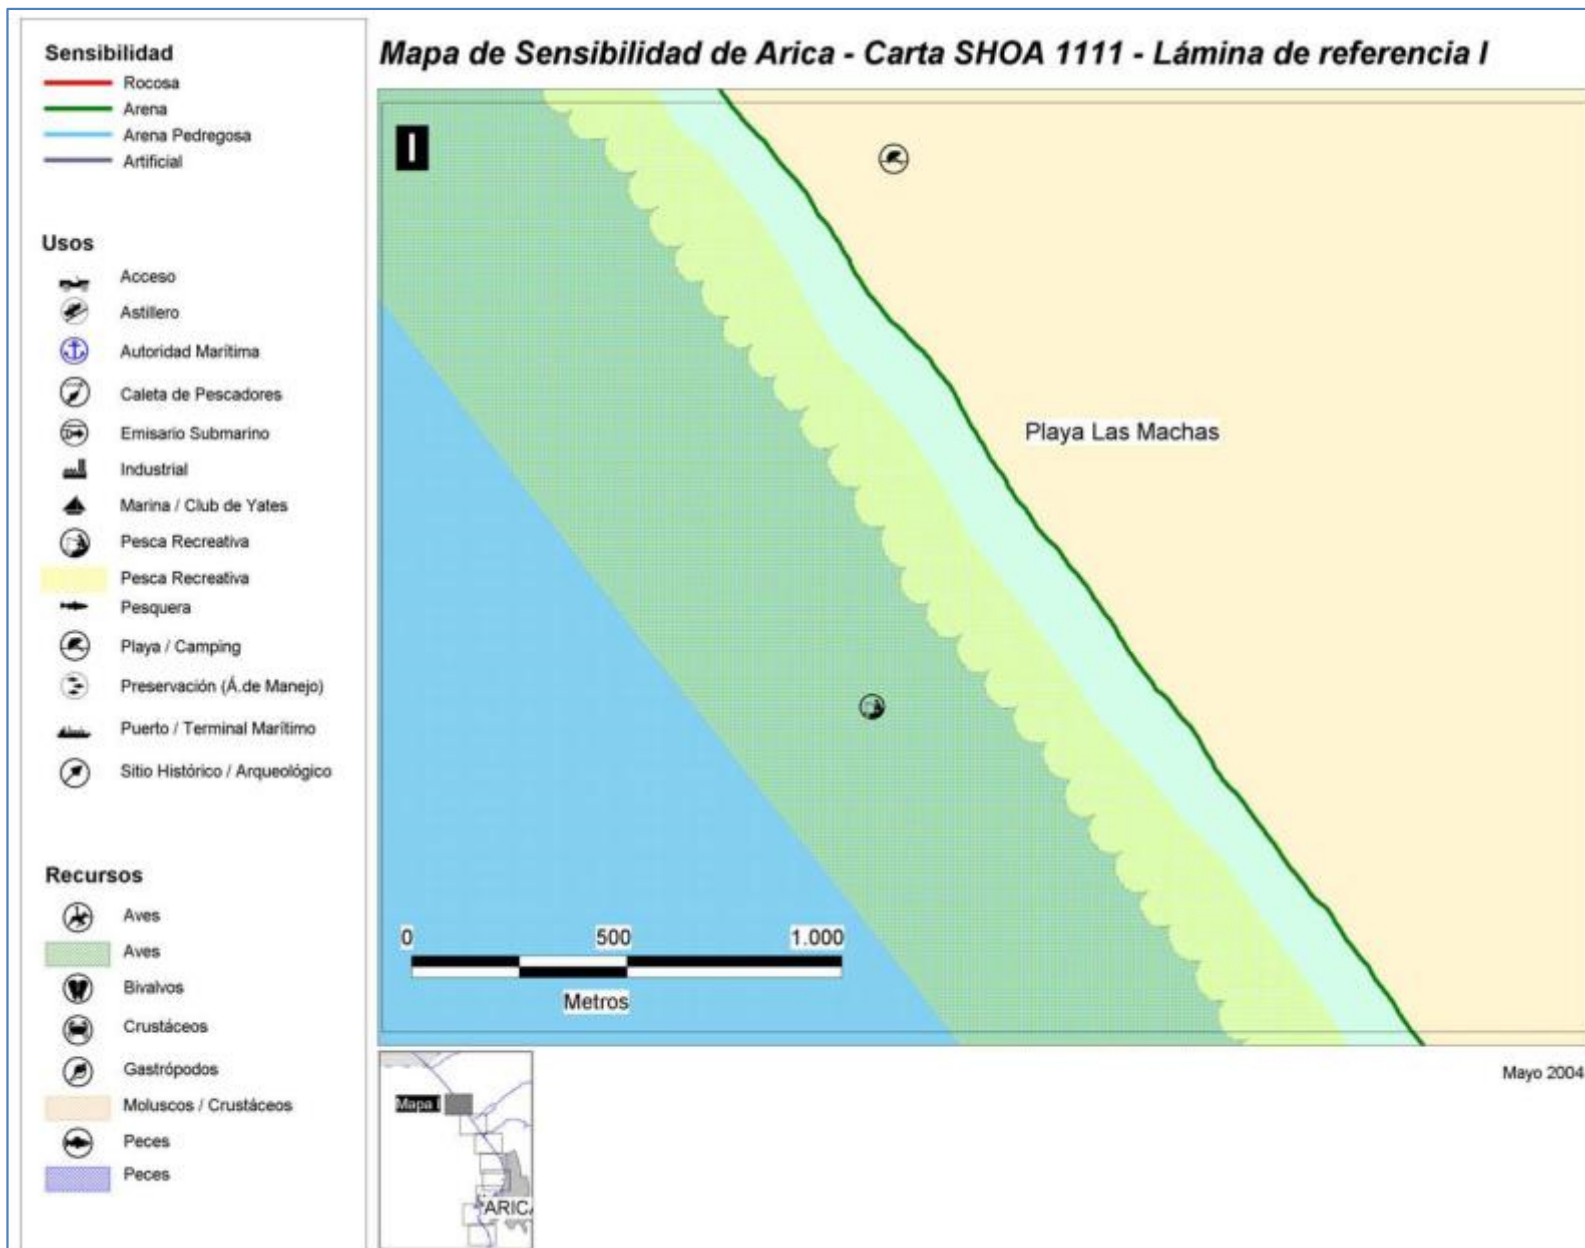 Mapa de Sensibilidad de Arica - Carta SHOA 1111 - Lámina de referencia I
Sensibilidad
Rocosa
Arena
Arena Pedregosa
Artificial
Usos
Acceso
Astillero
Autoridad Marítima
Caleta de Pescadores
Emisario Submarino
Industrial
Marina / Club de Yates
Pesca Recreativa
Pesca Recreativa
Pesquera
Playa / Camping
Preservación (Á.de Manejo)
Puerto / Terminal Marítimo
Sitio Histórico / Arqueológico
Recursos
Aves
Aves
Bivalvos
Crustáceos
Gastrópodos
Moluscos / Crustáceos
Peces
Peces
I
Playa Las Machas
0 500 1.000
Metros
Mapa I
ARICA
Mayo 2004